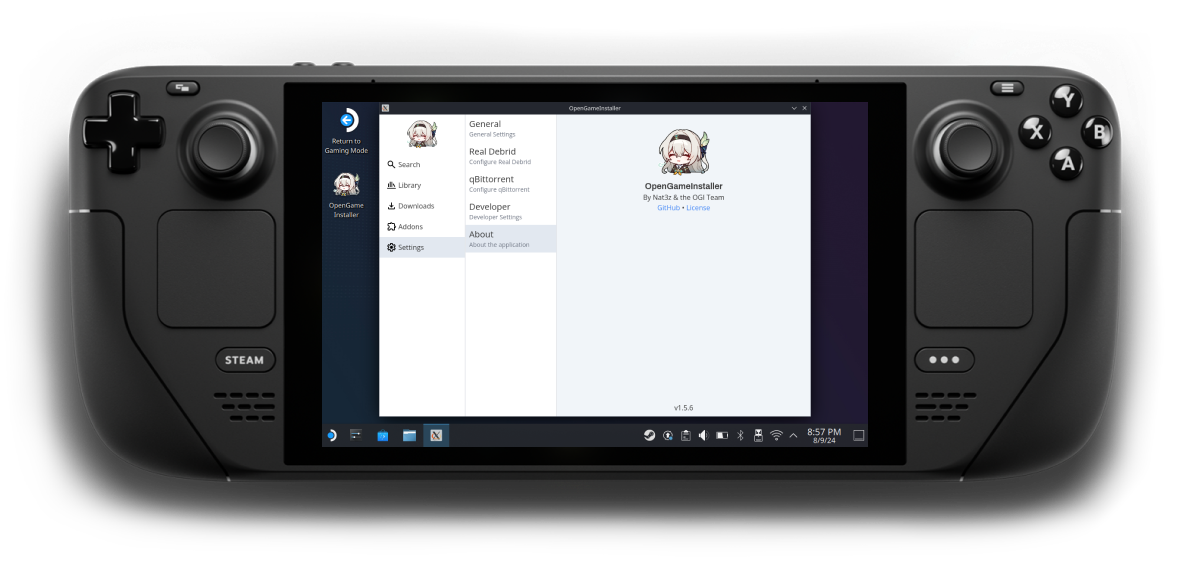 OpenGameInstaller
Return to
Gaming Mode
OpenGame
Installer
Search
Library
Downloads
Addons
Settings
General
General Settings
Real Debrid
Configure Real Debrid
qBittorrent
Configure qBittorrent
Developer
Developer Settings
About
About the application
OpenGameInstaller
By Nat3z & the OGI Team
GitHub • License
v1.5.6
8:57 PM
8/9/24
STEAM
Y
X
B
A